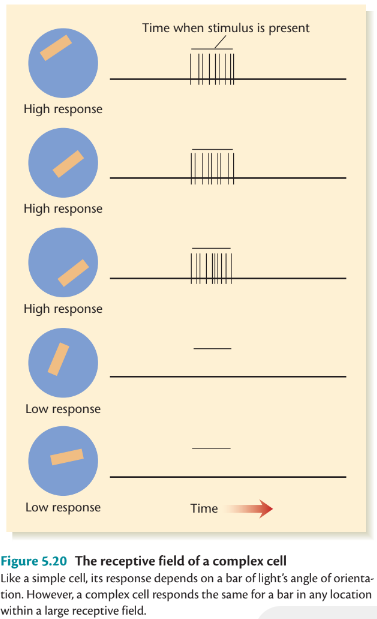 Time when stimulus is present
High response
High response
High response
Low response
Low response
Time
Figure 5.20 The receptive field of a complex cell
Like a simple cell, its response depends on a bar of light's angle of orienta-
tion. However, a complex cell responds the same for a bar in any location
within a large receptive field.